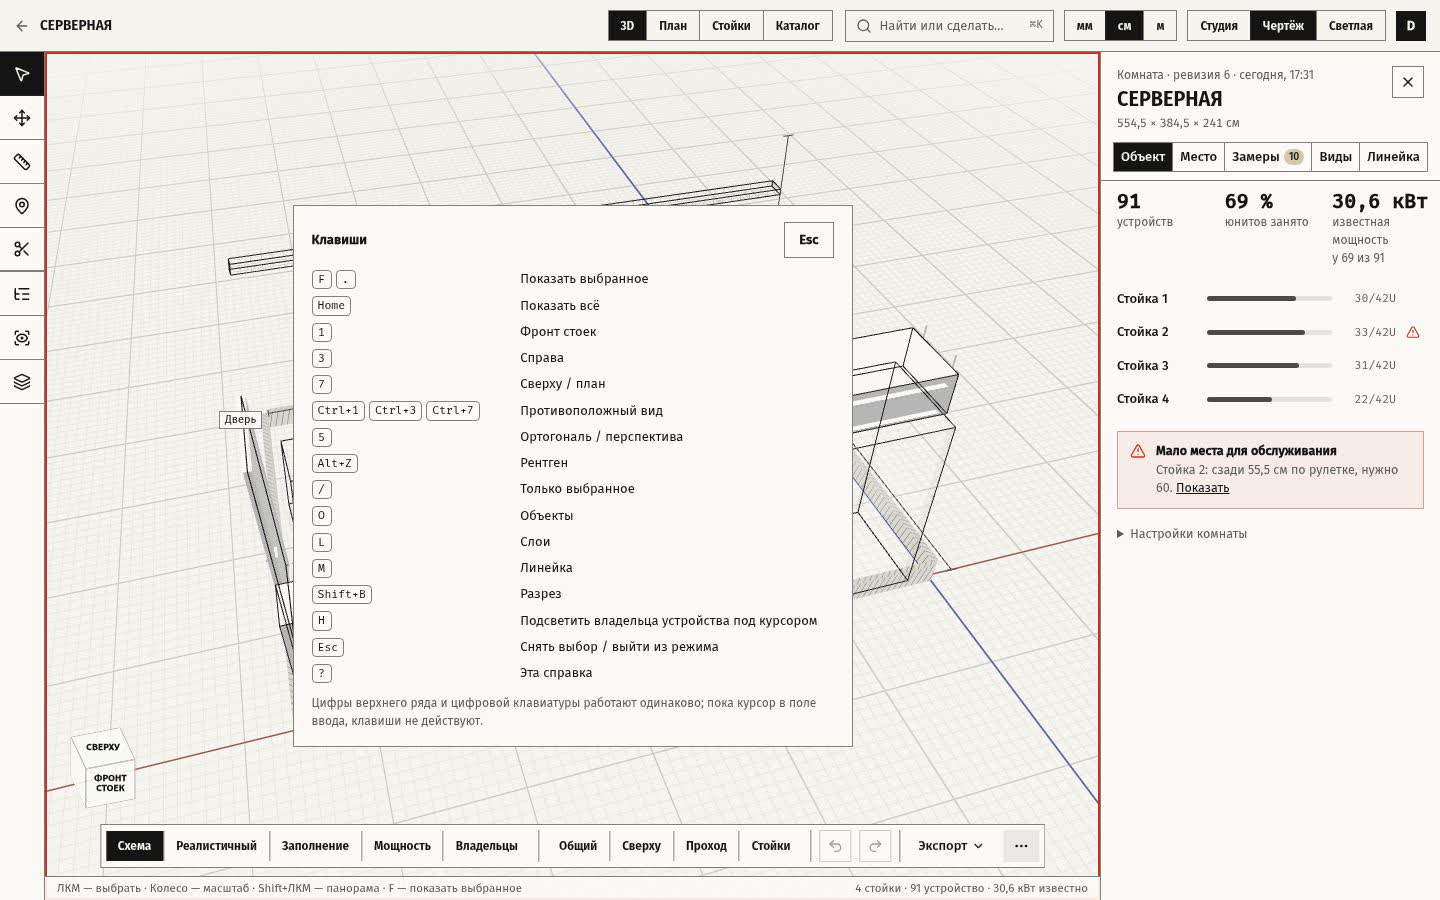 СЕРВЕРНАЯ
3D План Стойки Каталог
Найти или сделать... ⌘K
мм см м
Студия Чертёж Светлая
D
Комната · ревизия 6 · сегодня, 17:31
СЕРВЕРНАЯ
554,5 × 384,5 × 241 см
Объект Место Замеры 10 Виды Линейка
91 69 % 30,6 кВт
устройств юнитов занято известная
мощность
у 69 из 91
Стойка 1 30/42U
Стойка 2 33/42U
Стойка 3 31/42U
Стойка 4 22/42U
Мало места для обслуживания
Стойка 2: сзади 55,5 см по рулетке, нужно
60. Показать
Настройки комнаты
Дверь
Клавиши Esc
F . Показать выбранное
Home Показать всё
1 Фронт стоек
3 Справа
7 Сверху / план
Ctrl+1 Ctrl+3 Ctrl+7 Противоположный вид
5 Ортогональ / перспектива
Alt+Z Рентген
/ Только выбранное
O Объекты
L Слои
M Линейка
Shift+B Разрез
H Подсветить владельца устройства под курсором
Esc Снять выбор / выйти из режима
? Эта справка
Цифры верхнего ряда и цифровой клавиатуры работают одинаково; пока курсор в поле
ввода, клавиши не действуют.
СВЕРХУ
ФРОНТ
СТОЕК
Схема Реалистичный Заполнение Мощность Владельцы Общий Сверху Проход Стойки Экспорт ...
ЛКМ — выбрать · Колесо — масштаб · Shift+ЛКМ — панорама · F — показать выбранное
4 стойки · 91 устройство · 30,6 кВт известно